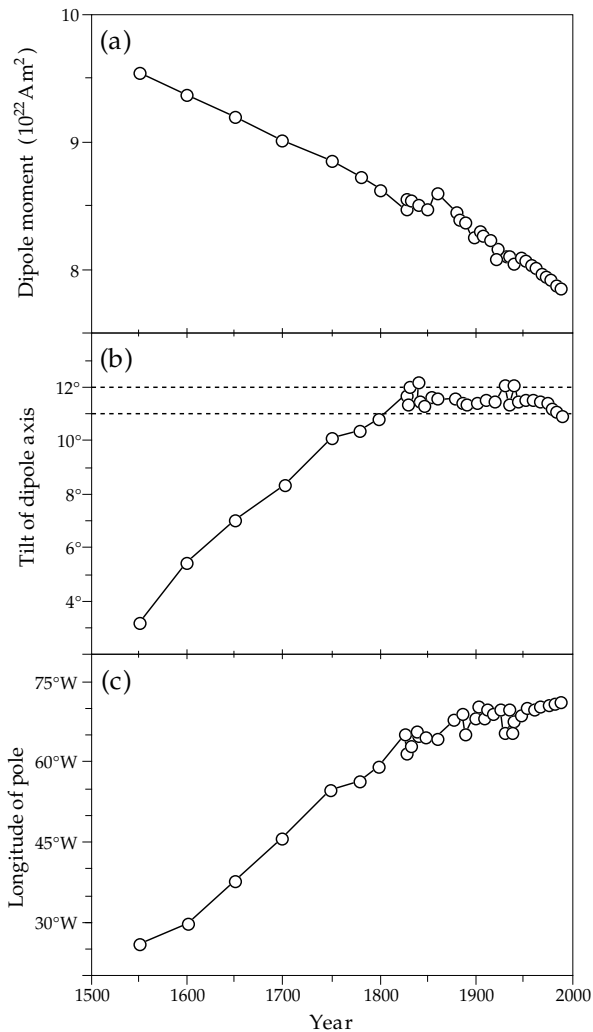 (a)
10
9
8
Dipole moment (10²² Am²)
(b)
12°
10°
8°
6°
4°
Tilt of dipole axis
(c)
75°W
60°W
45°W
30°W
Longitude of pole
1500 1600 1700 1800 1900 2000
Year